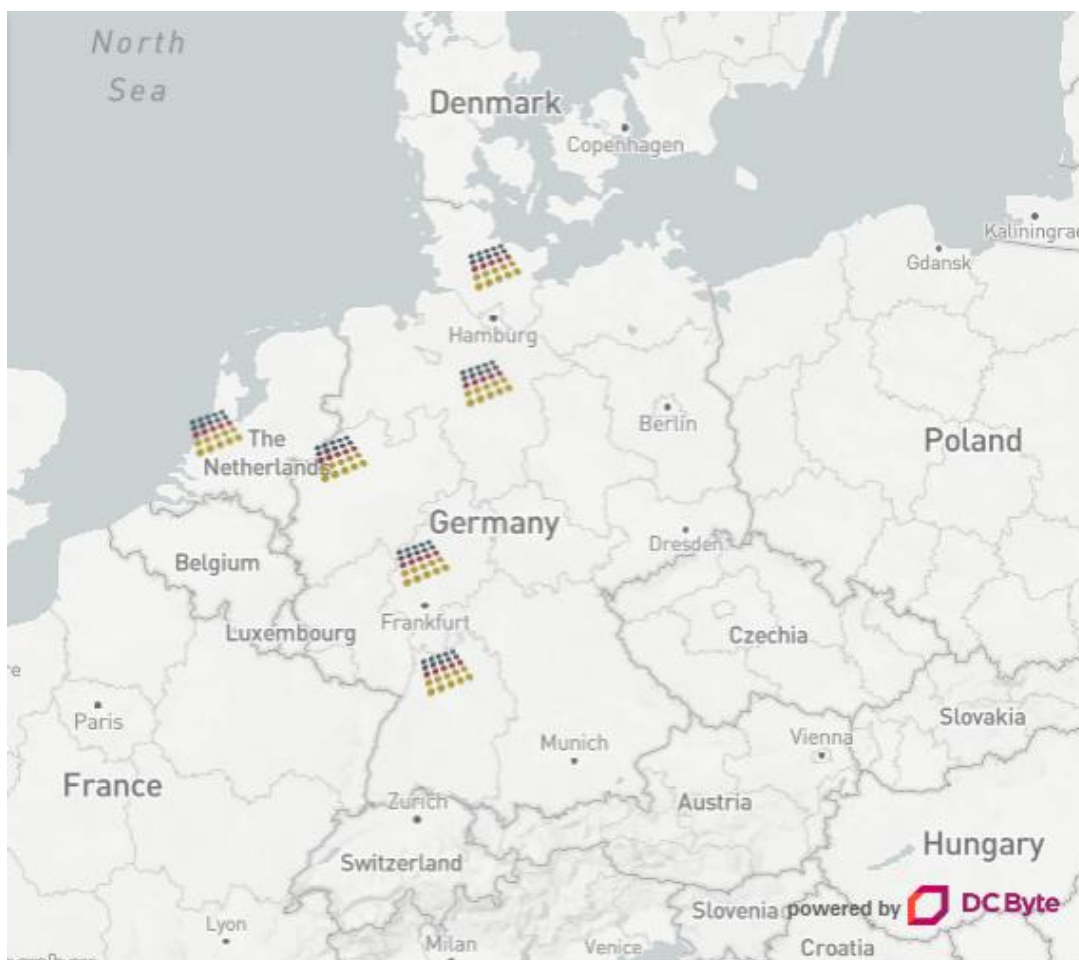 North
Sea
Denmark
Copenhagen
Kaliningrad
Gdansk
Hamburg
Berlin
The
Netherlands
Poland
Germany
Dresden
Belgium
Frankfurt
Luxembourg
Czechia
re
Paris
Slovakia
Munich
Vienna
France
Zurich
Austria
Switzerland
Hungary
Slovenia
powered by DC Byte
Lyon
Milan
Venice
Croatia